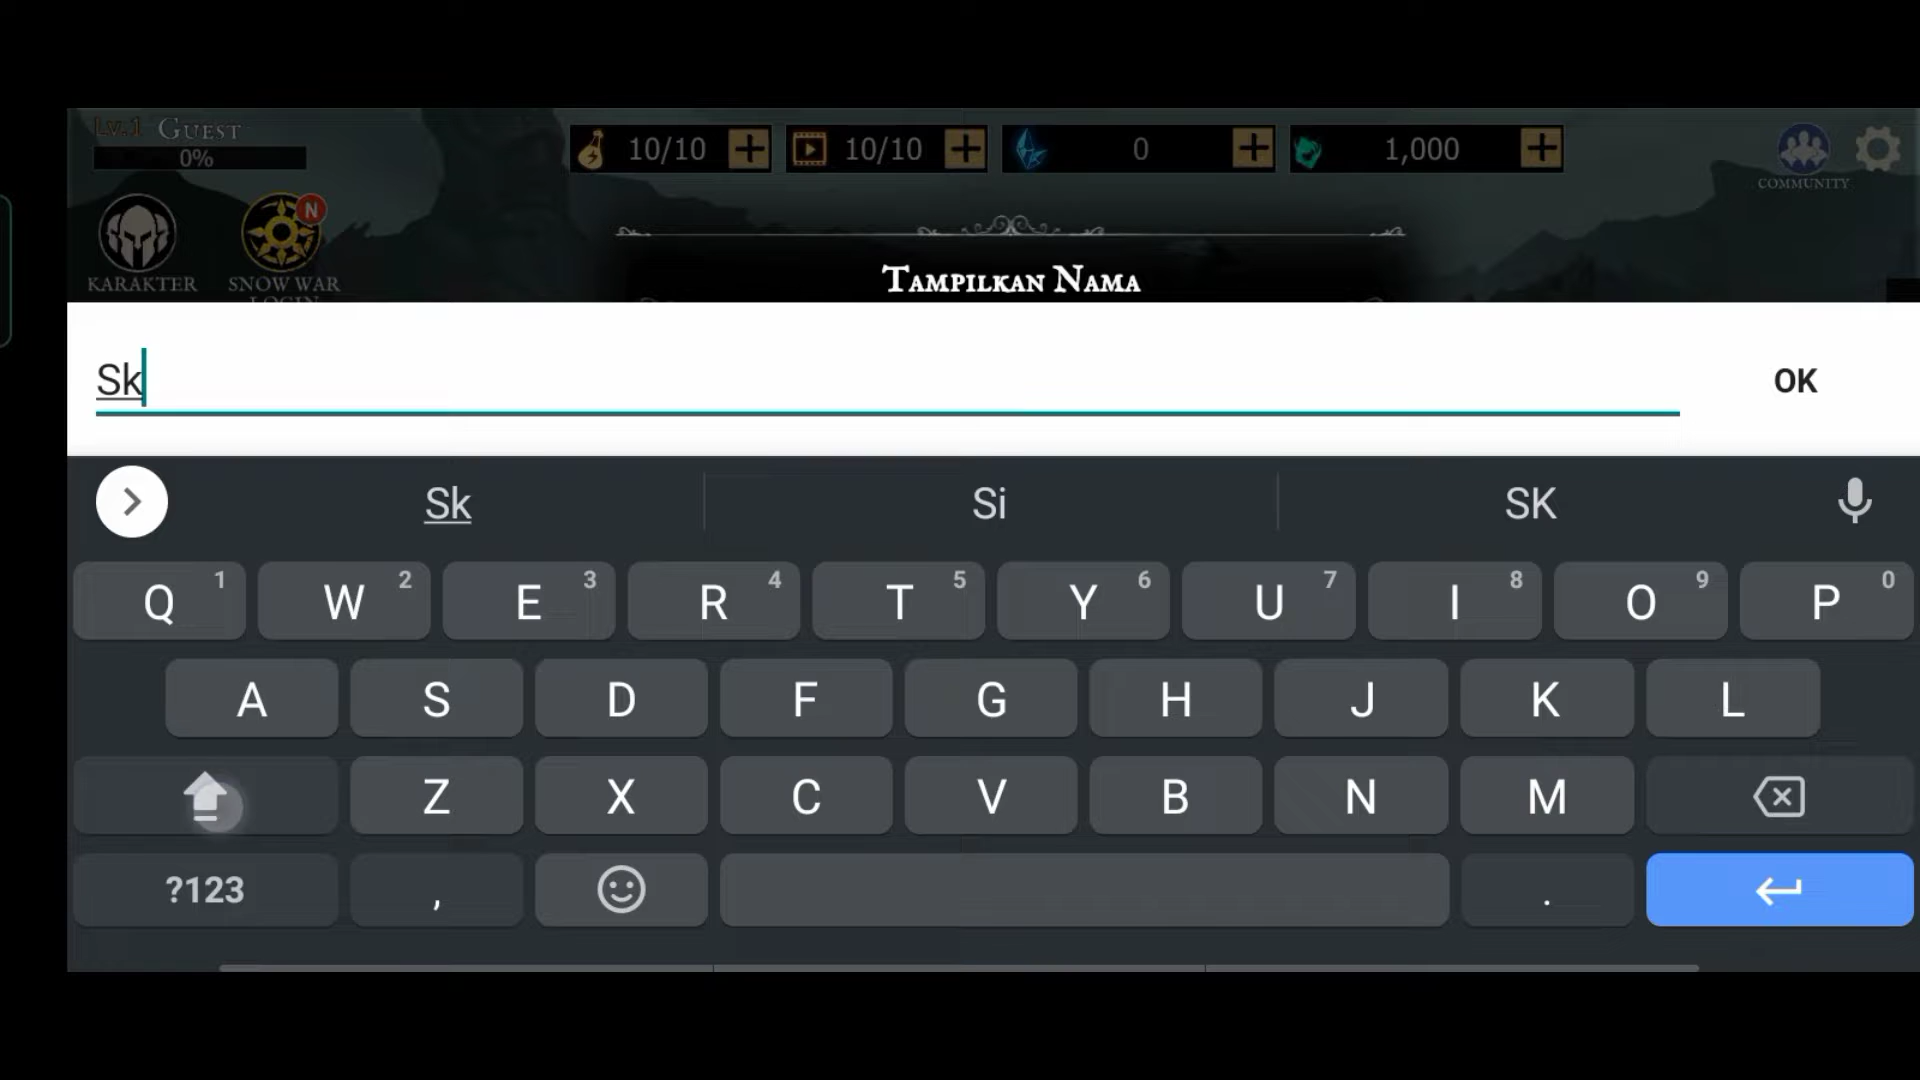 Lv.1 GUEST
0%
10/10
10/10
0
1,000
COMMUNITY
N
KARAKTER
SNOW WAR
LOGIN
TAMPILKAN NAMA
Sk
OK
Sk Si SK
Q 1 W 2 E 3 R 4 T 5 Y 6 U 7 I 8 O 9 P 0
A S D F G H J K L
Z X C V B N M
?123 , .